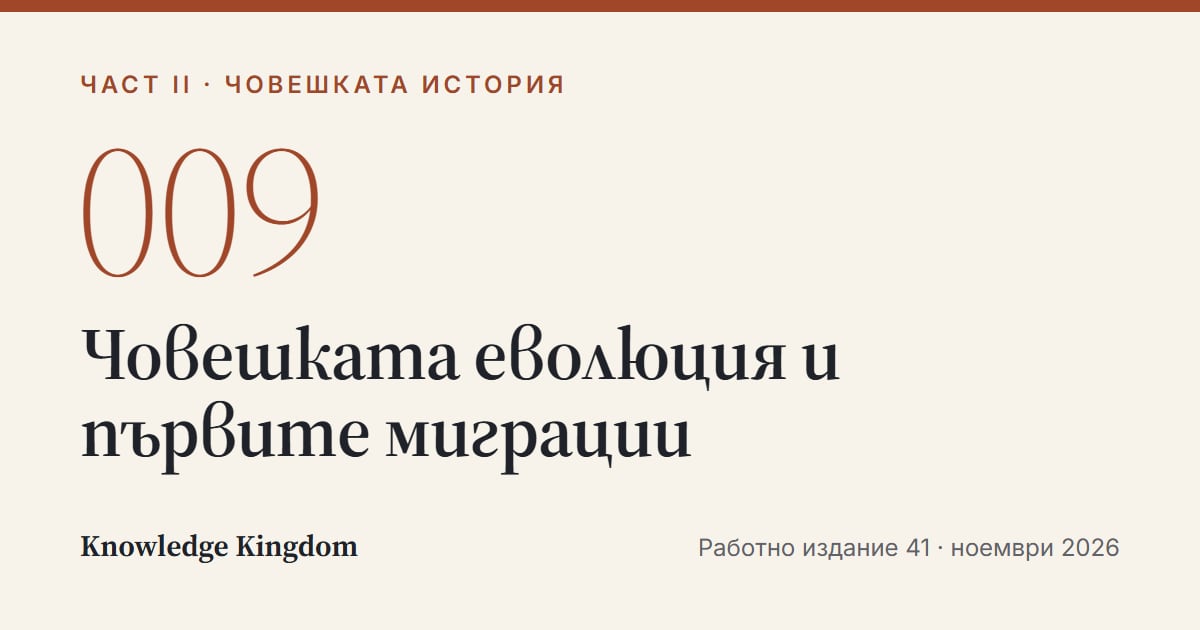 ЧАСТ II · ЧОВЕШКАТА ИСТОРИЯ
009
Човешката еволюция и
първите миграции
Knowledge Kingdom
Работно издание 41 · ноември 2026